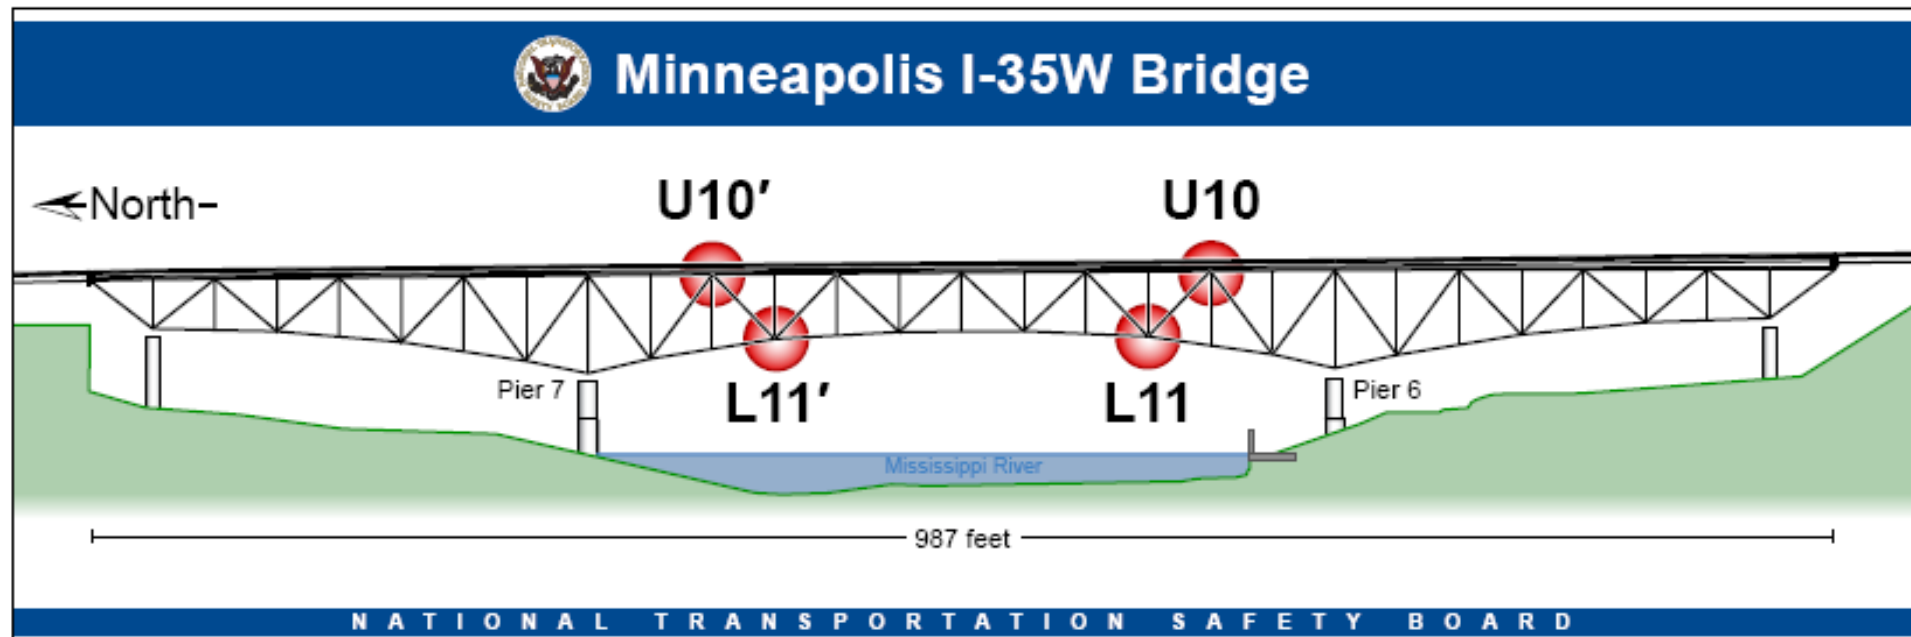 Minneapolis I-35W Bridge
North
U10′ U10
Pier 7 Pier 6
L11′ L11
Mississippi River
987 feet
NATIONAL TRANSPORTATION SAFETY BOARD